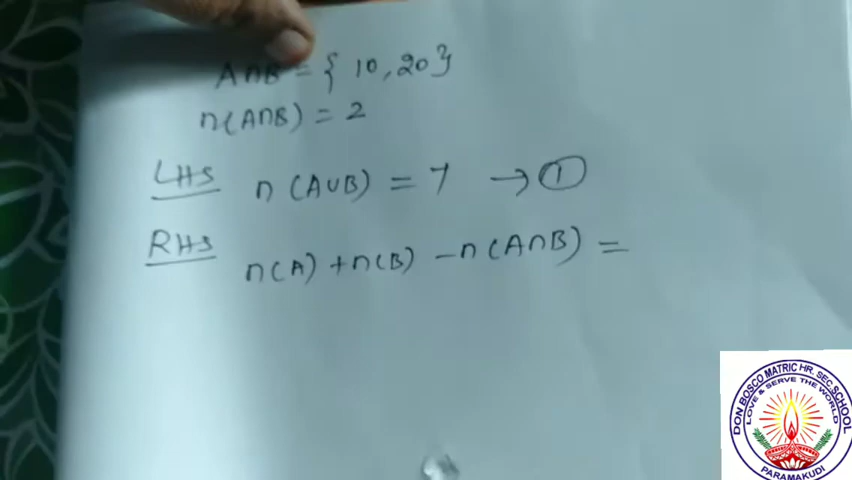 A∩B = { 10, 20 }
n(A∩B) = 2
LHS n (A∪B) = 7 → ①
RHS n(A) + n(B) - n(A∩B) =
DON BOSCO MATRIC HR. SEC. SCHOOL
LOVE & SERVE THE WORLD
PARAMAKUDI